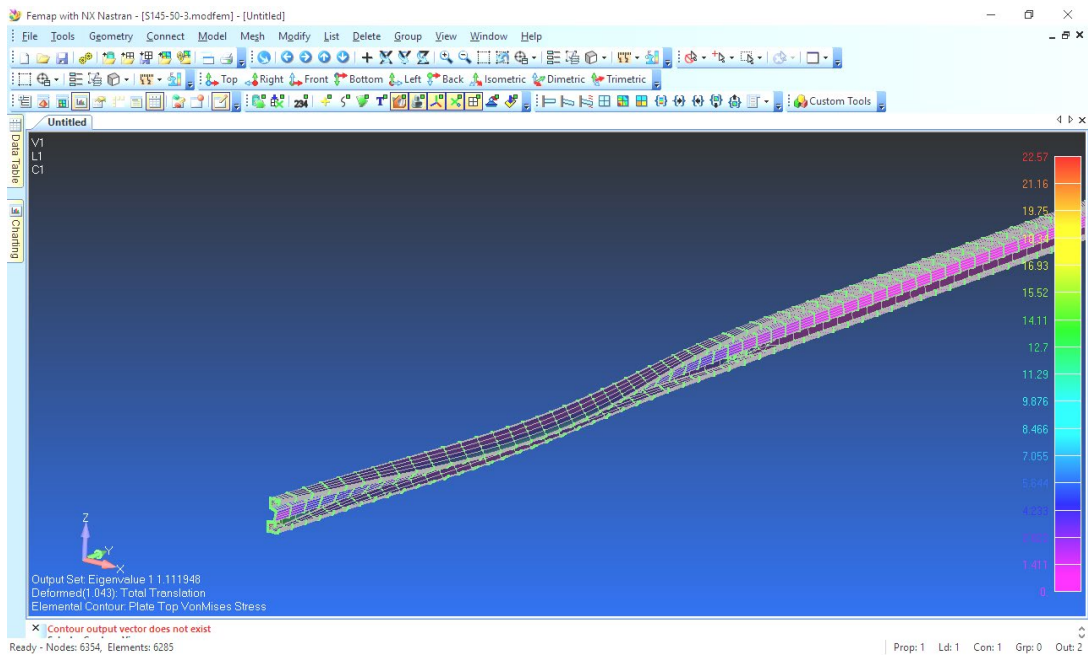 Femap with NX Nastran - [S145-50-3.modfem] - [Untitled]
File Tools Geometry Connect Model Mesh Modify List Delete Group View Window Help
Top Right Front Bottom Left Back Isometric Dimetric Trimetric
234 Custom Tools
Untitled
Data Table
Charting
V1
L1
C1
22.57
21.16
19.75
16.93
15.52
14.11
12.7
11.29
9.876
8.466
7.055
5.644
4.233
1.411
0.
Z
Y
X
Output Set: Eigenvalue 1 1.111948
Deformed(1.043): Total Translation
Elemental Contour: Plate Top VonMises Stress
Contour output vector does not exist
Ready - Nodes: 6354, Elements: 6285 Prop: 1 Ld: 1 Con: 1 Grp: 0 Out: 2